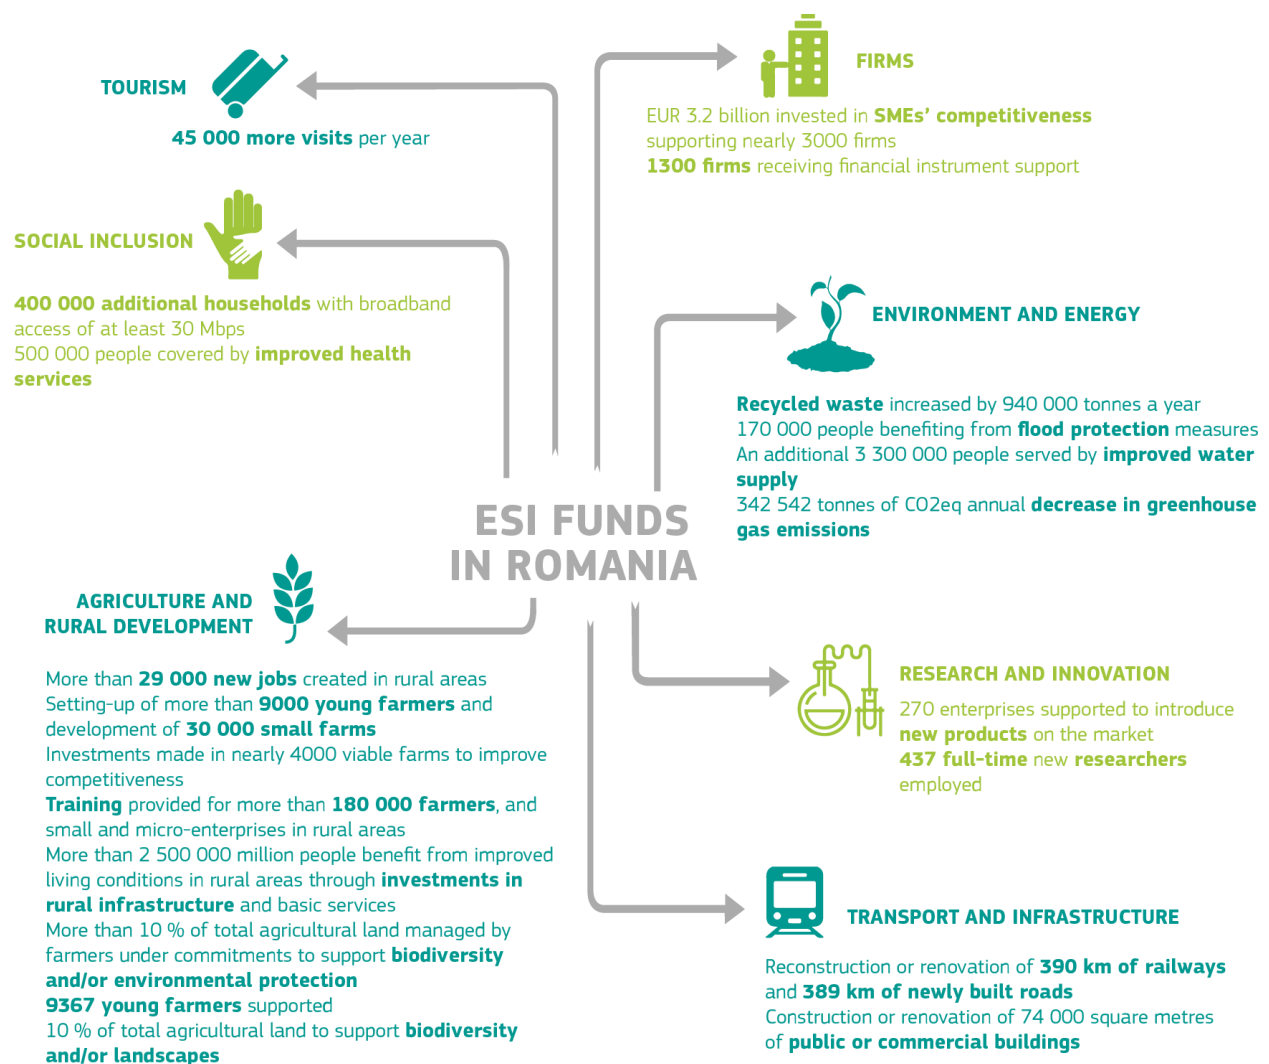 TOURISM
45 000 more visits per year
FIRMS
EUR 3.2 billion invested in SMEs' competitiveness
supporting nearly 3000 firms
1300 firms receiving financial instrument support
SOCIAL INCLUSION
400 000 additional households with broadband
access of at least 30 Mbps
500 000 people covered by improved health
services
ENVIRONMENT AND ENERGY
Recycled waste increased by 940 000 tonnes a year
170 000 people benefiting from flood protection measures
An additional 3 300 000 people served by improved water
supply
342 542 tonnes of CO2eq annual decrease in greenhouse
gas emissions
ESI FUNDS
IN ROMANIA
AGRICULTURE AND
RURAL DEVELOPMENT
More than 29 000 new jobs created in rural areas
Setting-up of more than 9000 young farmers and
development of 30 000 small farms
Investments made in nearly 4000 viable farms to improve
competitiveness
Training provided for more than 180 000 farmers, and
small and micro-enterprises in rural areas
More than 2 500 000 million people benefit from improved
living conditions in rural areas through investments in
rural infrastructure and basic services
More than 10 % of total agricultural land managed by
farmers under commitments to support biodiversity
and/or environmental protection
9367 young farmers supported
10 % of total agricultural land to support biodiversity
and/or landscapes
RESEARCH AND INNOVATION
270 enterprises supported to introduce
new products on the market
437 full-time new researchers
employed
TRANSPORT AND INFRASTRUCTURE
Reconstruction or renovation of 390 km of railways
and 389 km of newly built roads
Construction or renovation of 74 000 square metres
of public or commercial buildings